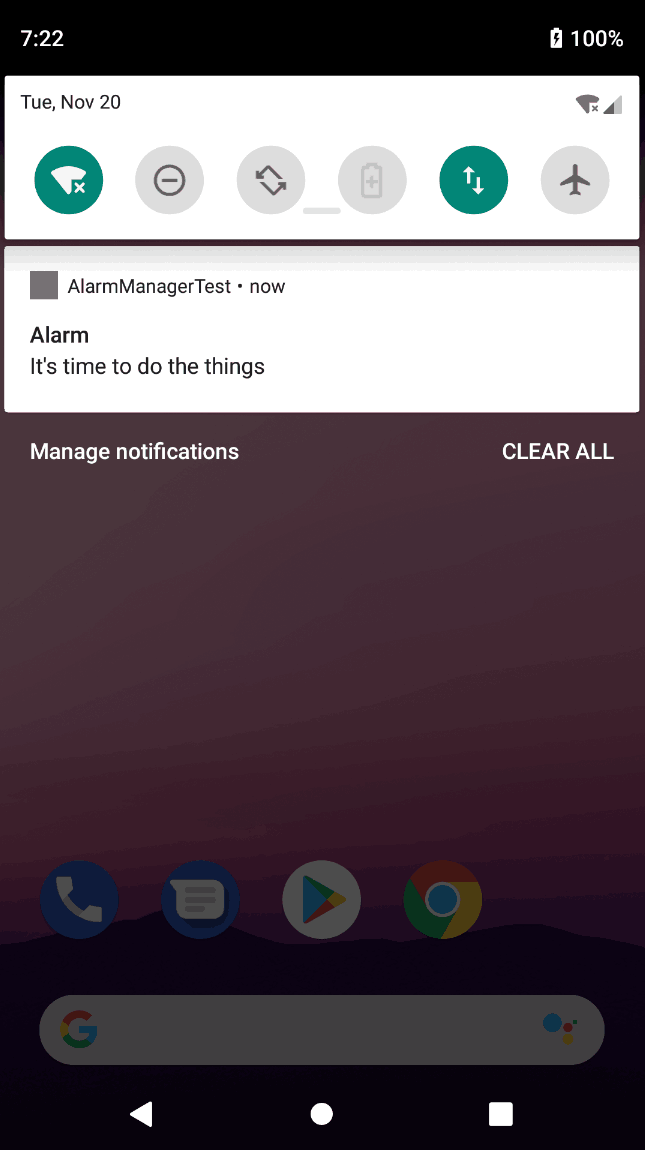 7:22 100%
Tue, Nov 20
AlarmManagerTest • now
Alarm
It's time to do the things
Manage notifications CLEAR ALL